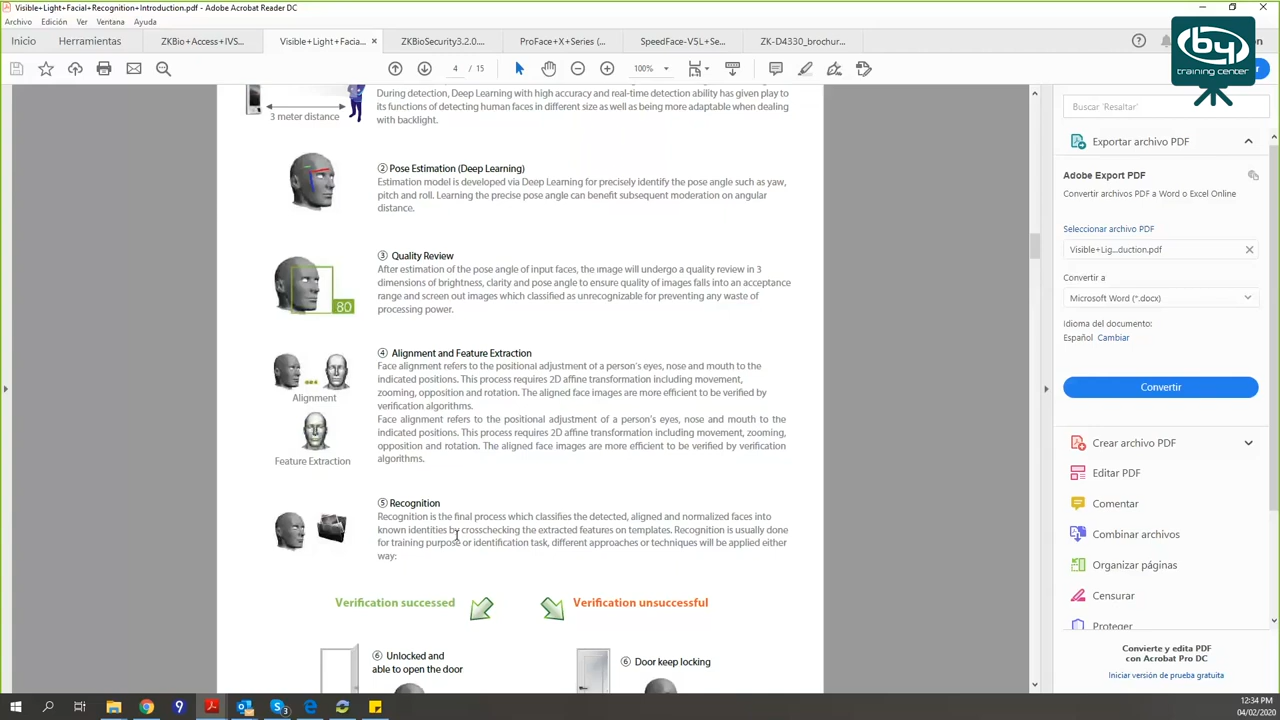 Visible+Light+Facial+Recognition+Introduction.pdf - Adobe Acrobat Reader DC
Archivo Edición Ver Ventana Ayuda
Inicio Herramientas ZKBio+Access+IVS... Visible+Light+Facia... × ZKBioSecurity3.2.0.... ProFace+X+Series (... SpeedFace-V5L+Se... ZK-D4330_brochur...
by
training center
4 / 15 100%
During detection, Deep Learning with high accuracy and real-time detection ability has given play to
its functions of detecting human faces in different size as well as being more adaptable when dealing
with backlight.
3 meter distance
② Pose Estimation (Deep Learning)
Estimation model is developed via Deep Learning for precisely identify the pose angle such as yaw,
pitch and roll. Learning the precise pose angle can benefit subsequent moderation on angular
distance.
③ Quality Review
After estimation of the pose angle of input faces, the image will undergo a quality review in 3
dimensions of brightness, clarity and pose angle to ensure quality of images falls into an acceptance
range and screen out images which classified as unrecognizable for preventing any waste of
processing power.
80
④ Alignment and Feature Extraction
Face alignment refers to the positional adjustment of a person's eyes, nose and mouth to the
indicated positions. This process requires 2D affine transformation including movement,
zooming, opposition and rotation. The aligned face images are more efficient to be verified by
verification algorithms.
Face alignment refers to the positional adjustment of a person's eyes, nose and mouth to the
indicated positions. This process requires 2D affine transformation including movement, zooming,
opposition and rotation. The aligned face images are more efficient to be verified by verification
algorithms.
Alignment
Feature Extraction
⑤ Recognition
Recognition is the final process which classifies the detected, aligned and normalized faces into
known identities by crosschecking the extracted features on templates. Recognition is usually done
for training purpose or identification task, different approaches or techniques will be applied either
way:
Verification successed
Verification unsuccessful
⑥ Unlocked and
able to open the door
⑥ Door keep locking
Buscar 'Resaltar'
Exportar archivo PDF
Adobe Export PDF
Convertir archivos PDF a Word o Excel Online
Seleccionar archivo PDF
Visible+Lig...duction.pdf
Convertir a
Microsoft Word (*.docx)
Idioma del documento:
Español Cambiar
Convertir
Crear archivo PDF
Editar PDF
Comentar
Combinar archivos
Organizar páginas
Censurar
Proteger
Convierte y edita PDF
con Acrobat Pro DC
Iniciar versión de prueba gratuita
12:34 PM
04/02/2020